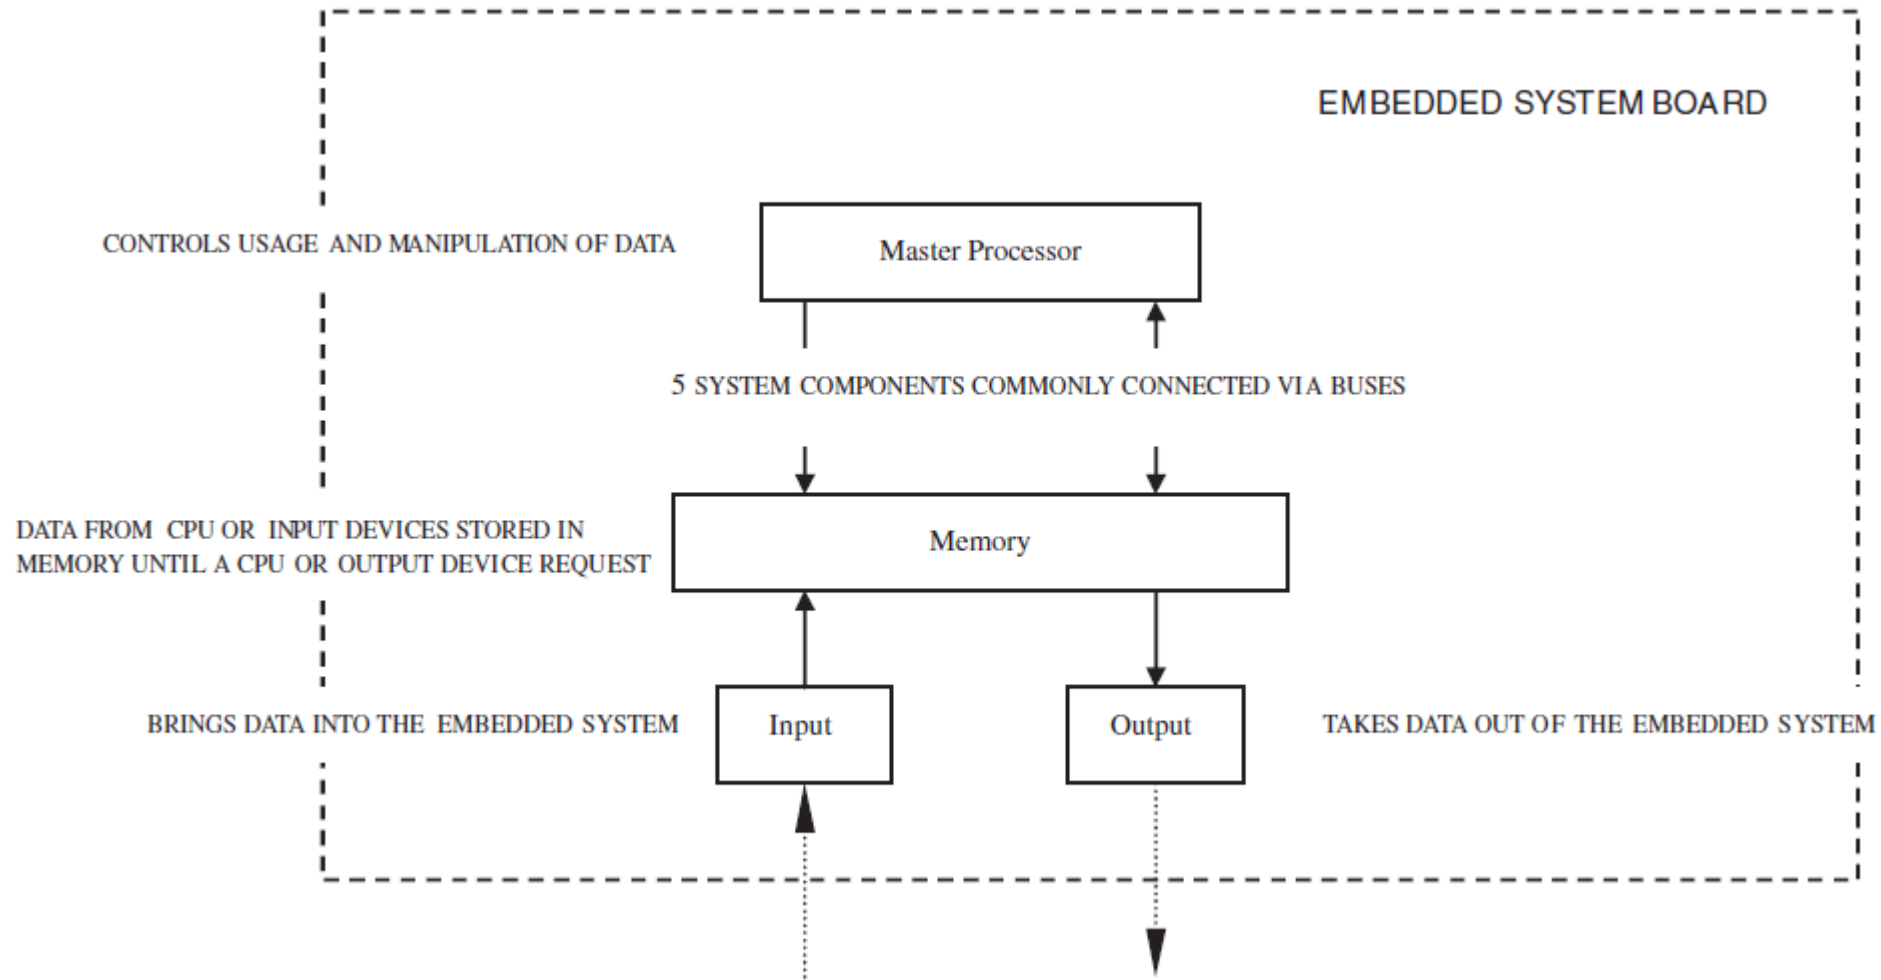 EMBEDDED SYSTEM BOARD
CONTROLS USAGE AND MANIPULATION OF DATA
Master Processor
5 SYSTEM COMPONENTS COMMONLY CONNECTED VIA BUSES
DATA FROM CPU OR INPUT DEVICES STORED IN
MEMORY UNTIL A CPU OR OUTPUT DEVICE REQUEST
Memory
BRINGS DATA INTO THE EMBEDDED SYSTEM
Input
Output
TAKES DATA OUT OF THE EMBEDDED SYSTEM